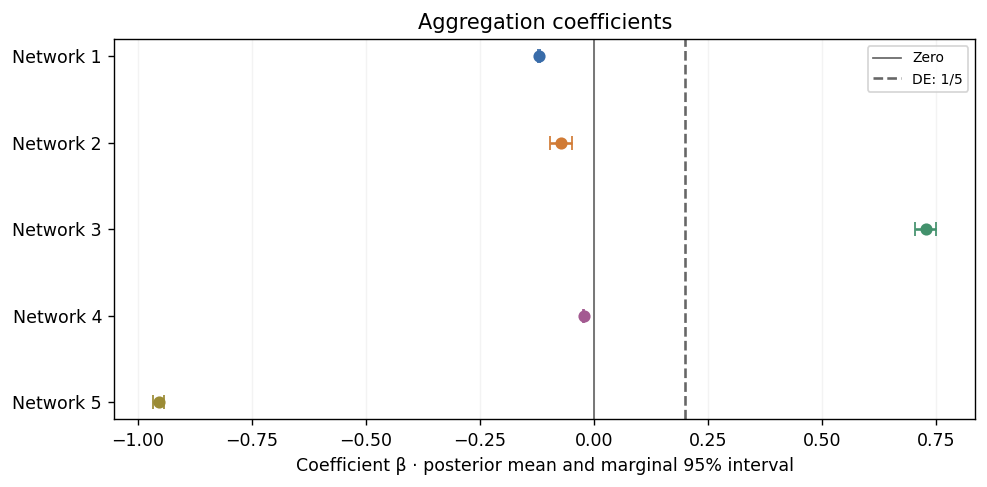 Aggregation coefficients
Zero
DE: 1/5
Network 1
Network 2
Network 3
Network 4
Network 5
−1.00 −0.75 −0.50 −0.25 0.00 0.25 0.50 0.75
Coefficient β · posterior mean and marginal 95% interval